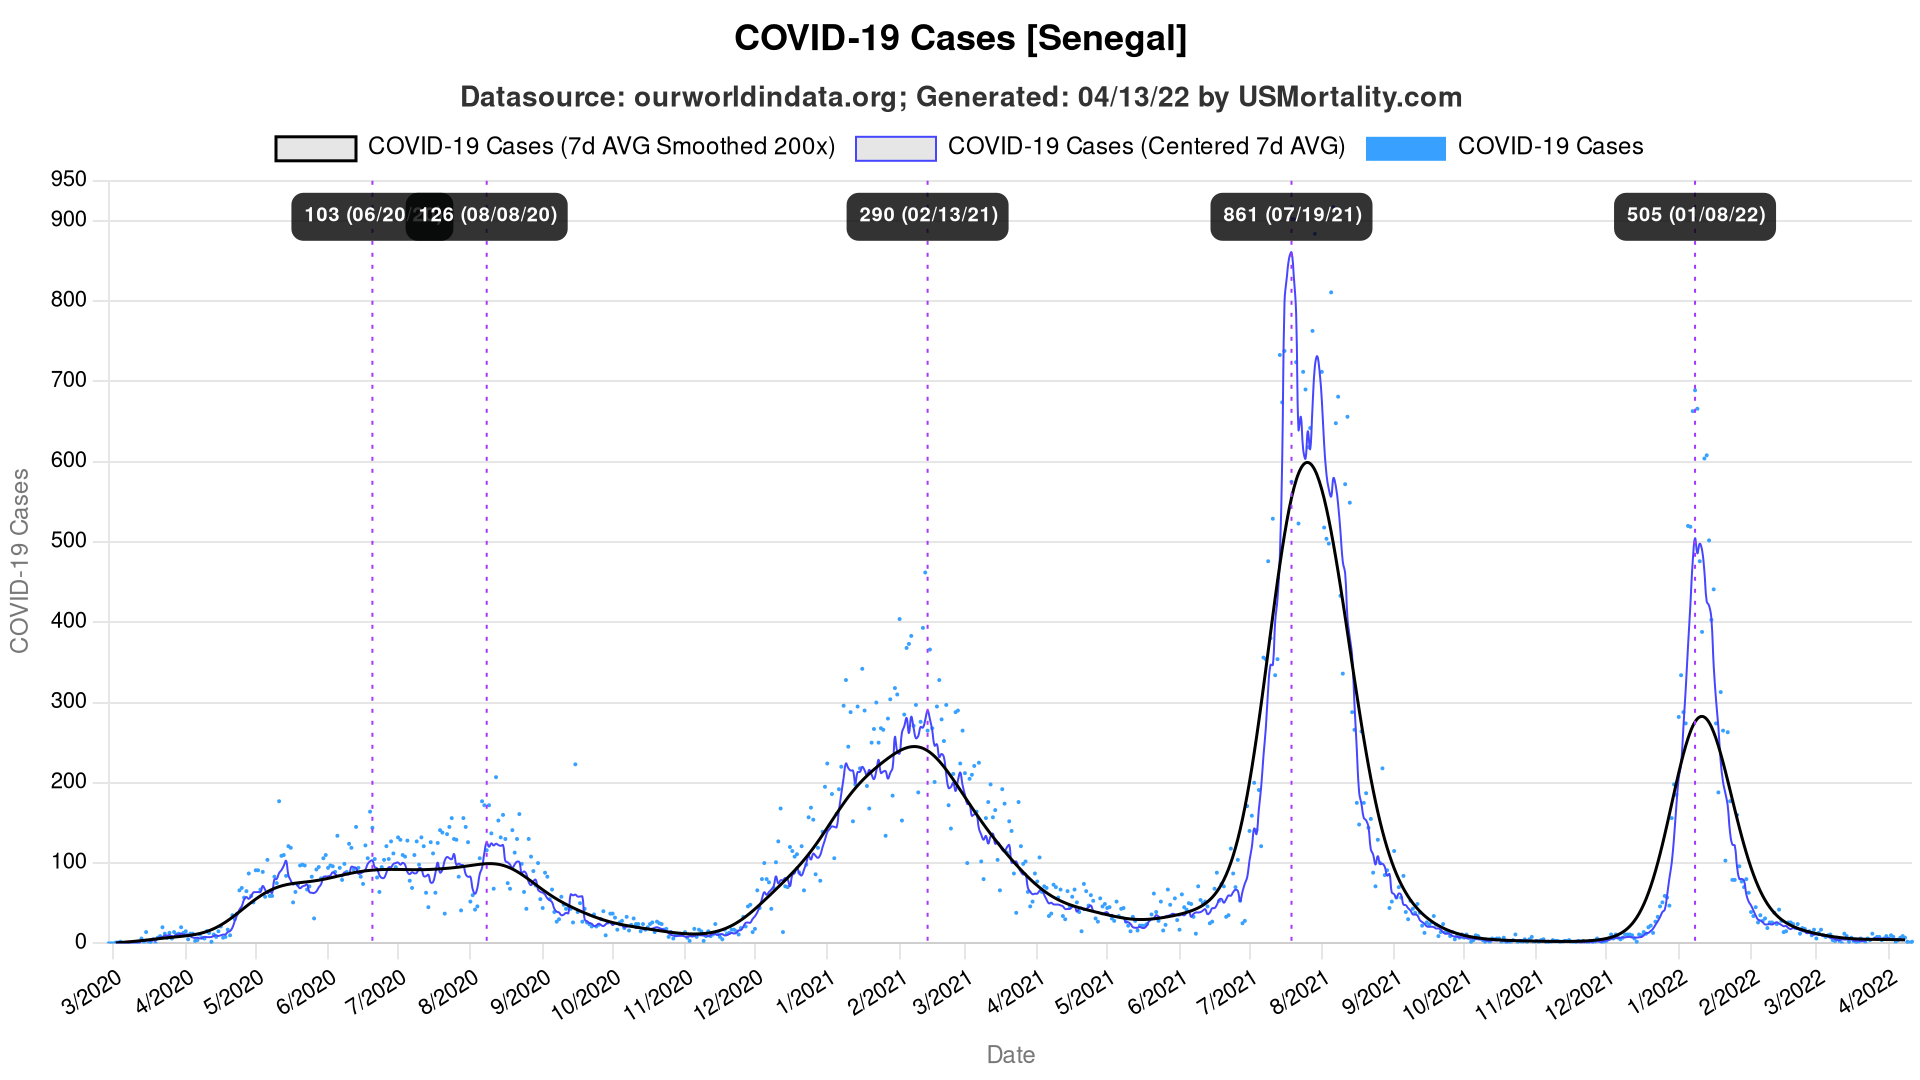 COVID-19 Cases [Senegal]
Datasource: ourworldindata.org; Generated: 04/13/22 by USMortality.com
COVID-19 Cases (7d AVG Smoothed 200x) COVID-19 Cases (Centered 7d AVG) COVID-19 Cases
103 (06/20 126 (08/08/20) 290 (02/13/21) 861 (07/19/21) 505 (01/08/22)
950
900
800
700
600
500
400
300
200
100
0
COVID-19 Cases
3/2020 4/2020 5/2020 6/2020 7/2020 8/2020 9/2020 10/2020 11/2020 12/2020 1/2021 2/2021 3/2021 4/2021 5/2021 6/2021 7/2021 8/2021 9/2021 10/2021 11/2021 12/2021 1/2022 2/2022 3/2022 4/2022
Date